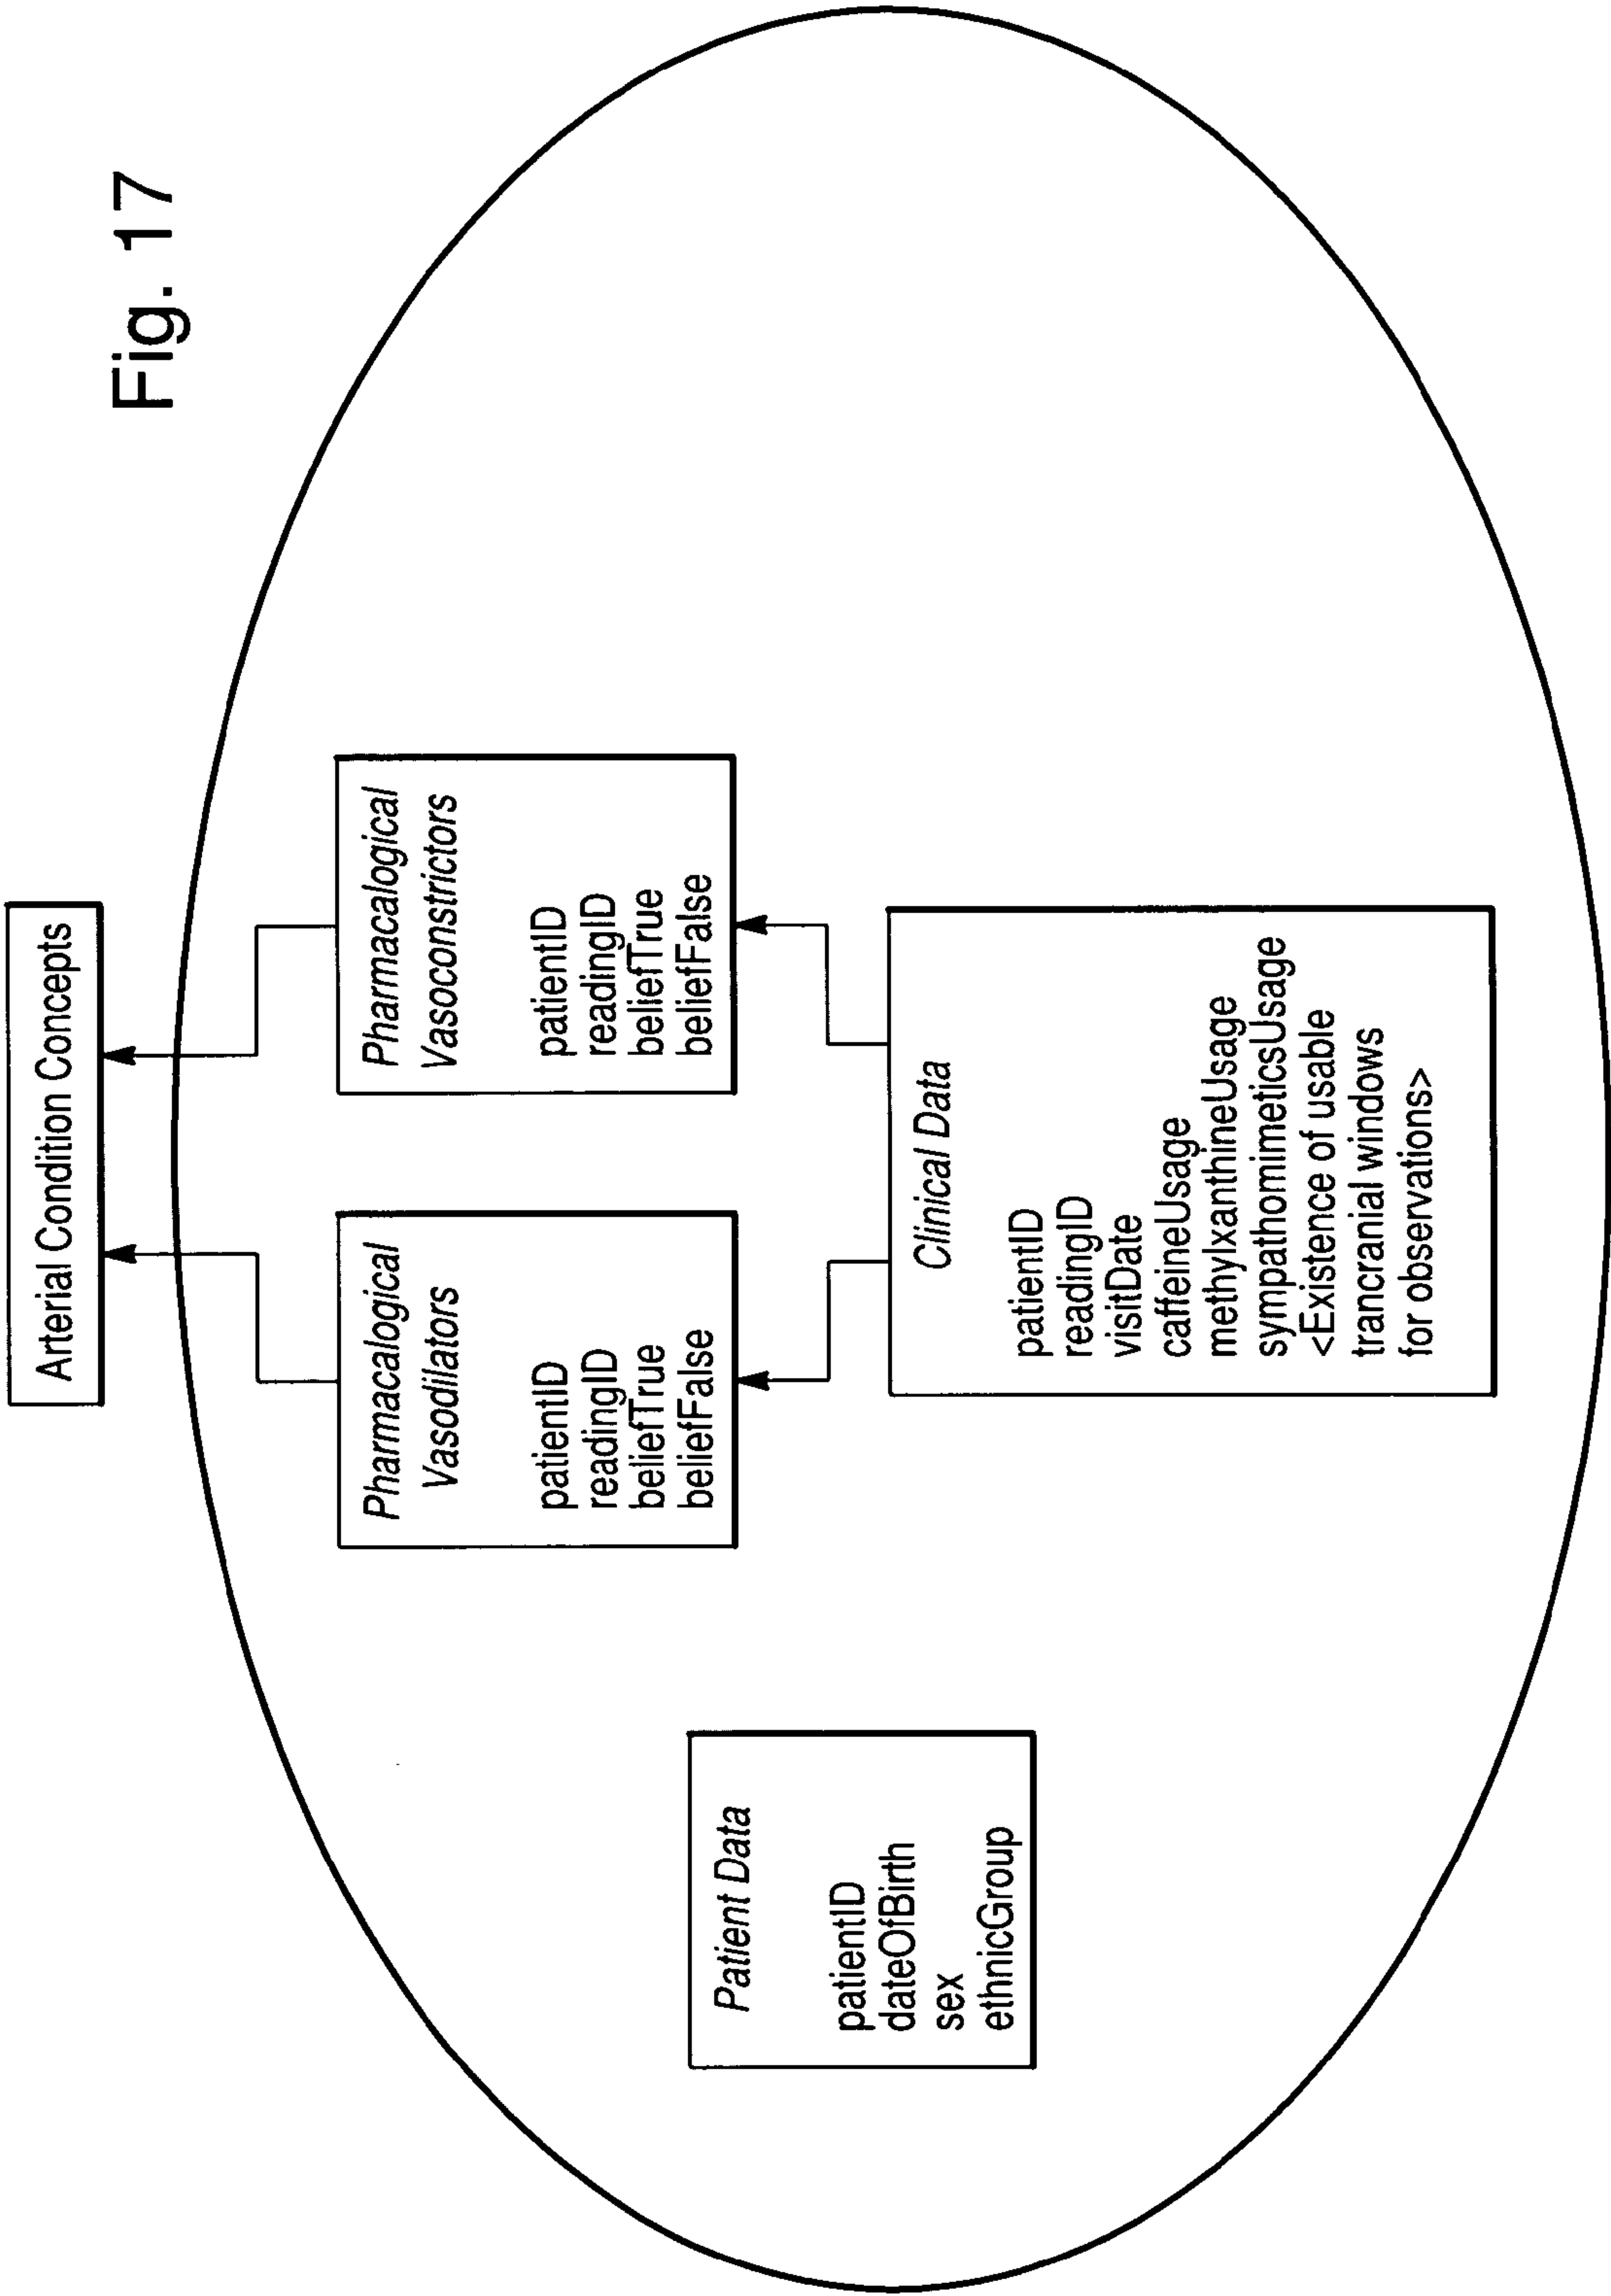 Fig. 17
Arterial Condition Concepts
Pharmacalogical
Vasodilators
patientID
readingID
beliefTrue
beliefFalse
Pharmacalogical
Vasoconstrictors
patientID
readingID
beliefTrue
beliefFalse
Patient Data
patientID
dateOfBirth
sex
ethnicGroup
Clinical Data
patientID
readingID
visitDate
caffeineUsage
methylxanthineUsage
sympathomimeticsUsage
<Existence of usable
trancranial windows
for observations>